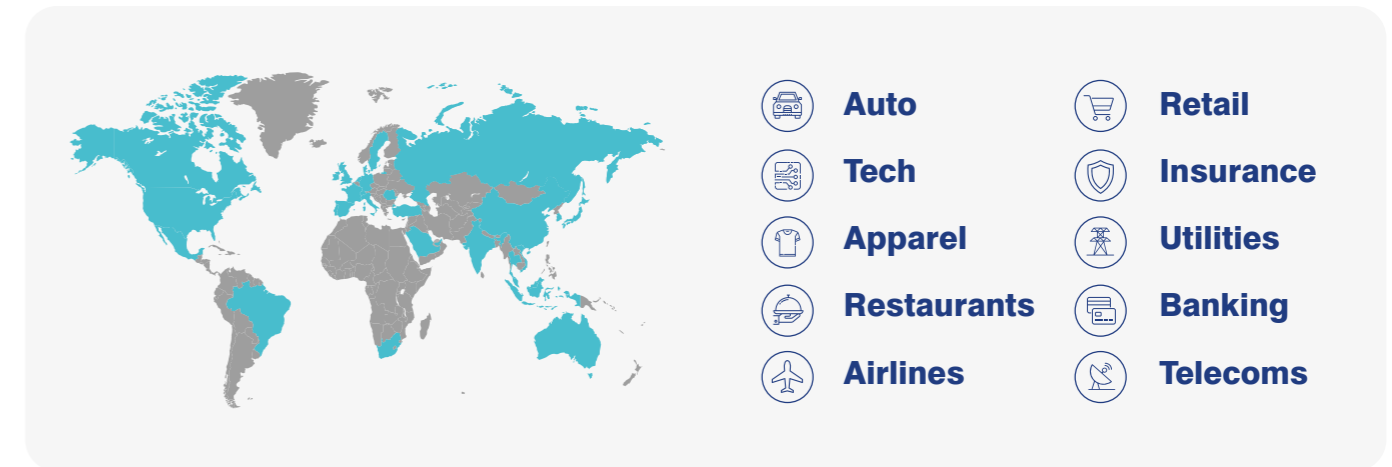 Auto
Tech
Apparel
Restaurants
Airlines
Retail
Insurance
Utilities
Banking
Telecoms